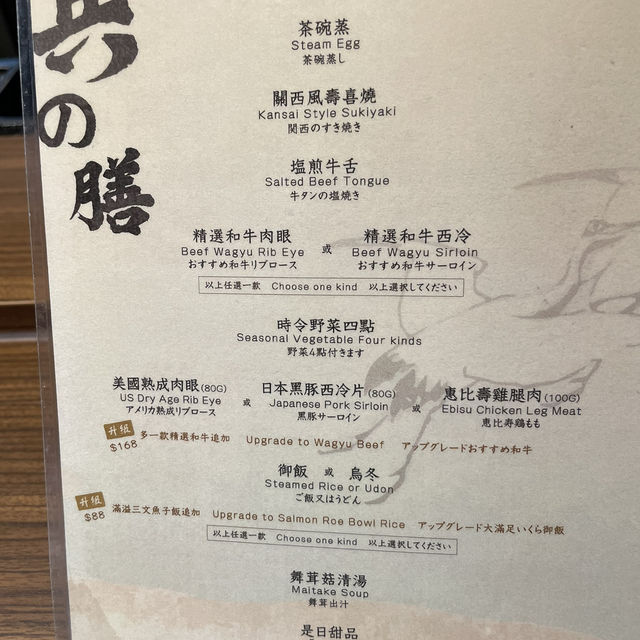 兵の膳
茶碗蒸
Steam Egg
茶碗蒸し
關西風壽喜燒
Kansai Style Sukiyaki
関西のすき焼き
塩煎牛舌
Salted Beef Tongue
牛タンの塩焼き
精選和牛肉眼 或 精選和牛西冷
Beef Wagyu Rib Eye Beef Wagyu Sirloin
おすすめ和牛リブロース おすすめ和牛サーロイン
以上任選一款 Choose one kind 以上選択してください
時令野菜四點
Seasonal Vegetable Four kinds
野菜4點付きます
美國熟成肉眼(80G) 或 日本黑豚西冷片(80G) 或 惠比壽雞腿肉(100G)
US Dry Age Rib Eye Japanese Pork Sirloin Ebisu Chicken Leg Meat
アメリカ熟成リブロース 黒豚サーロイン 恵比寿鶏もも
升級 $168 多一款精選和牛追加 Upgrade to Wagyu Beef アップグレードおすすめ和牛
御飯 或 烏冬
Steamed Rice or Udon
ご飯又はうどん
升級 $88 滿溢三文魚子飯追加 Upgrade to Salmon Roe Bowl Rice アップグレード大滿足いくら御飯
以上任選一款 Choose one kind 以上選択してください
舞茸菇清湯
Maitake Soup
舞茸出汁
是日甜品